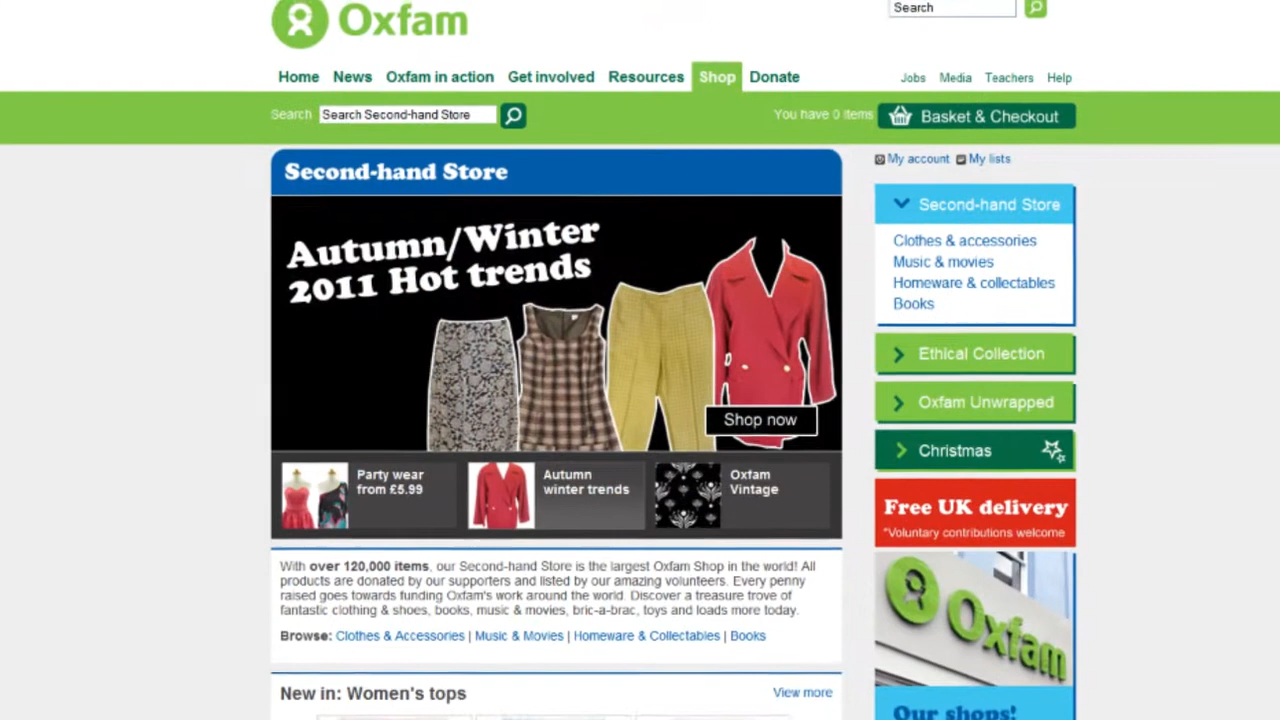 Oxfam
Search
Home News Oxfam in action Get involved Resources Shop Donate
Jobs Media Teachers Help
Search Search Second-hand Store
You have 0 items Basket & Checkout
My account My lists
Second-hand Store
Autumn/Winter
2011 Hot trends
Shop now
Party wear
from £5.99
Autumn
winter trends
Oxfam
Vintage
With over 120,000 items, our Second-hand Store is the largest Oxfam Shop in the world! All
products are donated by our supporters and listed by our amazing volunteers. Every penny
raised goes towards funding Oxfam's work around the world. Discover a treasure trove of
fantastic clothing & shoes, books, music & movies, bric-a-brac, toys and loads more today.
Browse: Clothes & Accessories | Music & Movies | Homeware & Collectables | Books
New in: Women's tops
View more
Second-hand Store
Clothes & accessories
Music & movies
Homeware & collectables
Books
Ethical Collection
Oxfam Unwrapped
Christmas
Free UK delivery
*Voluntary contributions welcome
Oxfam
Our shops!